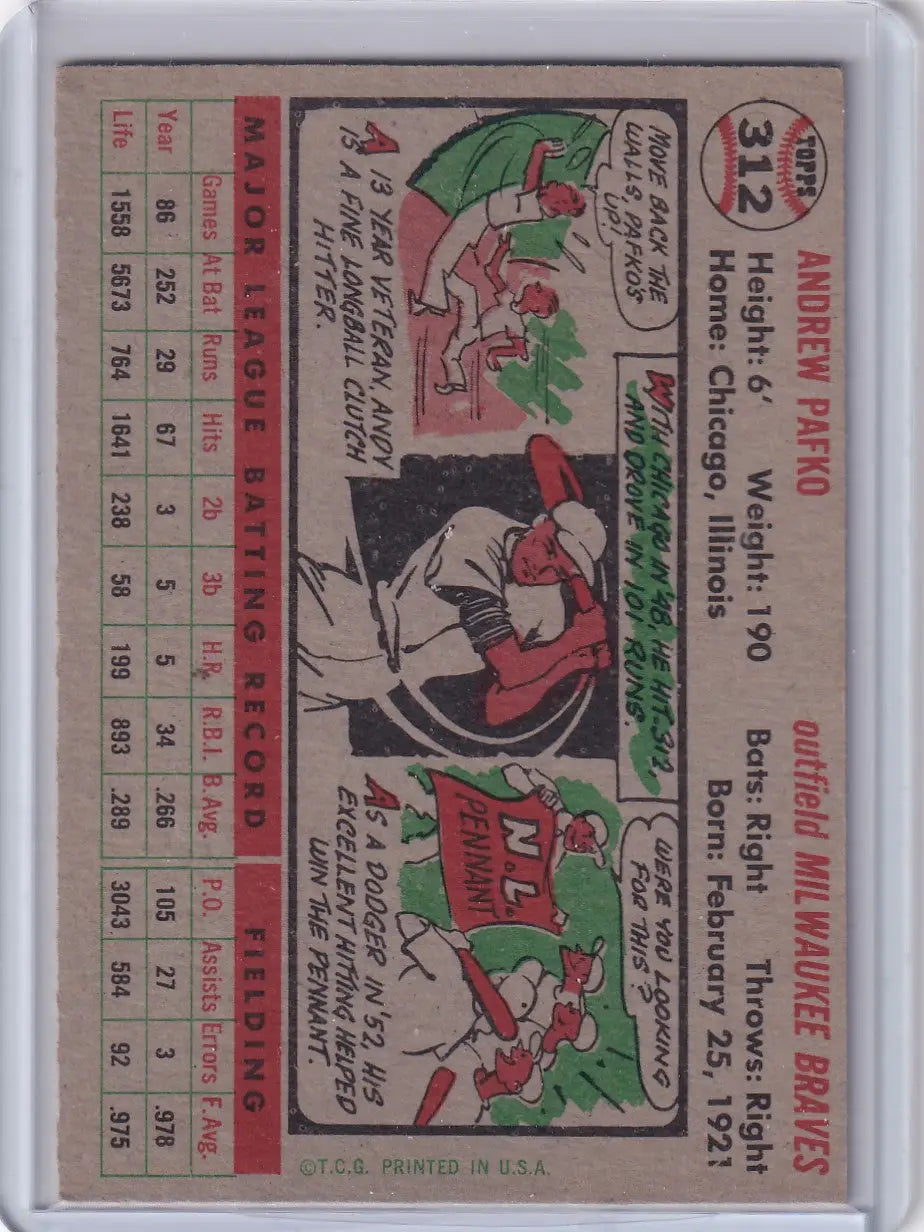 TOPPS
312
ANDREW PAFKO
outfield MILWAUKEE BRAVES
Height: 6' Weight: 190 Bats: Right Throws: Right
Home: Chicago, Illinois Born: February 25, 1921
MOVE BACK THE
WALLS, PAFKO'S
UP!
A 13 YEAR VETERAN, ANDY
IS A FINE LONGBALL CLUTCH
HITTER.
WITH CHICAGO IN '48, HE HIT .312,
AND DROVE IN 101 RUNS.
WERE YOU LOOKING
FOR THIS?
N.L.
PENNANT
AS A DODGER IN '52, HIS
EXCELLENT HITTING HELPED
WIN THE PENNANT.
MAJOR LEAGUE BATTING RECORD FIELDING
Games At Bat Runs Hits 2b 3b H.R. R.B.I. B.Avg. P.O. Assists Errors F.Avg.
Year 86 252 29 67 3 5 5 34 .266 105 27 3 .978
Life 1558 5673 764 1641 238 58 199 893 .289 3043 584 92 .975
©T.C.G. PRINTED IN U.S.A.